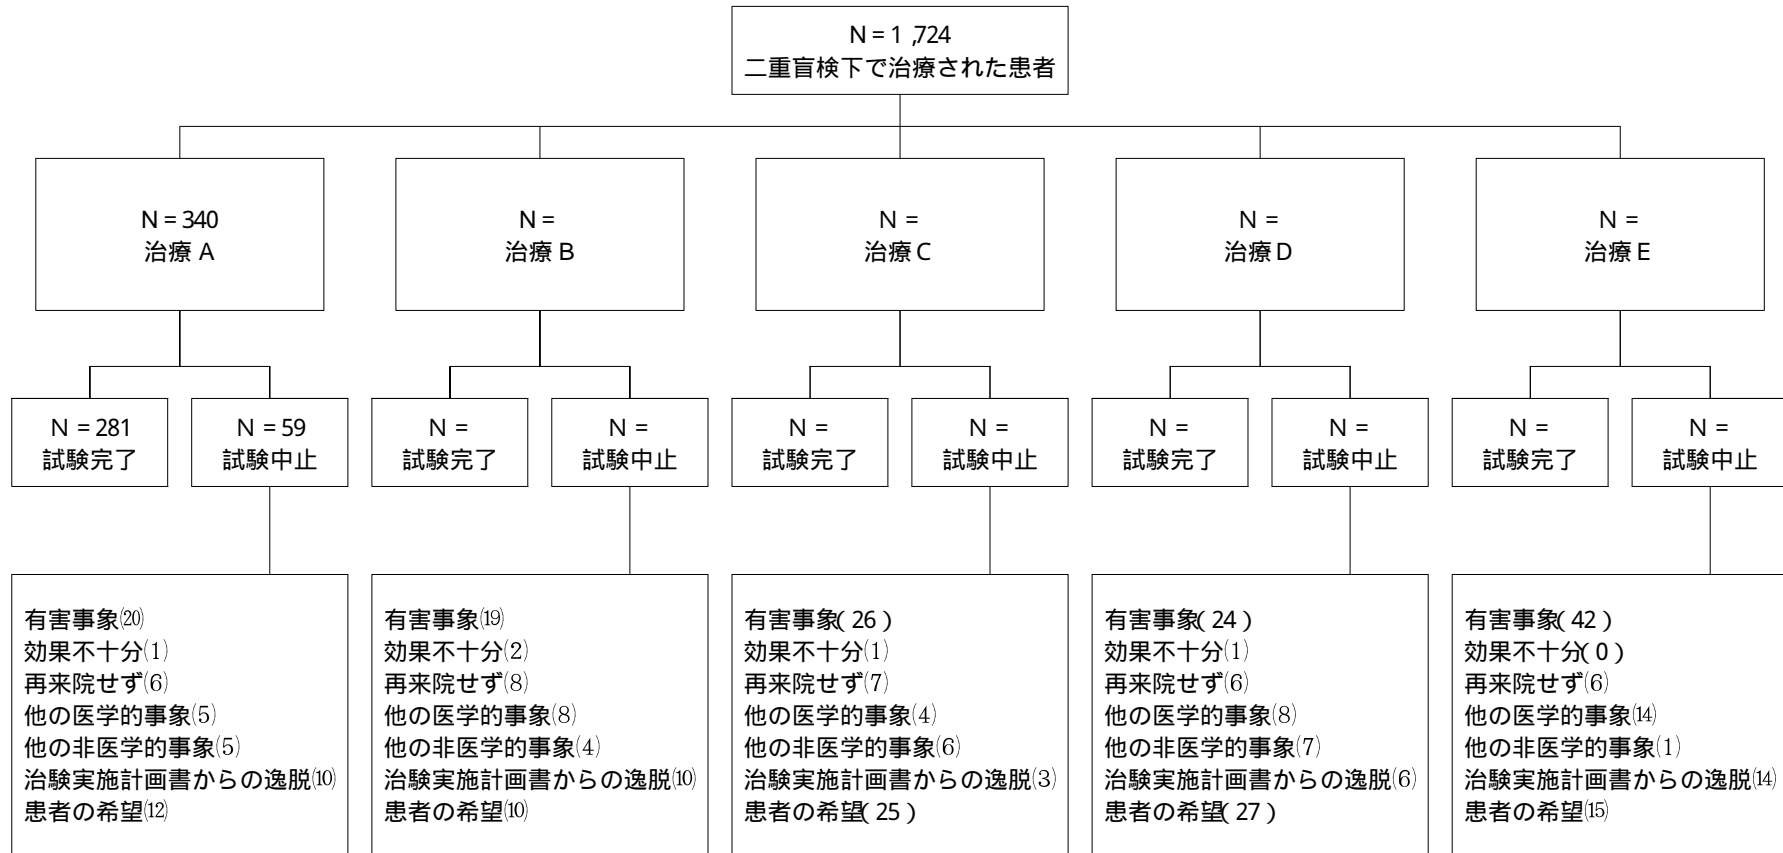 N = 1 ,724
二重盲検下で治療された患者
N = 340
治療 A
N =
治療 B
N =
治療 C
N =
治療 D
N =
治療 E
N = 281
試験完了
N = 59
試験中止
N =
試験完了
N =
試験中止
N =
試験完了
N =
試験中止
N =
試験完了
N =
試験中止
N =
試験完了
N =
試験中止
有害事象(20)
効果不十分(1)
再来院せず(6)
他の医学的事象(5)
他の非医学的事象(5)
治験実施計画書からの逸脱(10)
患者の希望(12)
有害事象(19)
効果不十分(2)
再来院せず(8)
他の医学的事象(8)
他の非医学的事象(4)
治験実施計画書からの逸脱(10)
患者の希望(10)
有害事象( 26 )
効果不十分(1)
再来院せず(7)
他の医学的事象(4)
他の非医学的事象(6)
治験実施計画書からの逸脱(3)
患者の希望( 25 )
有害事象( 24 )
効果不十分(1)
再来院せず(6)
他の医学的事象(8)
他の非医学的事象(7)
治験実施計画書からの逸脱(6)
患者の希望( 27 )
有害事象( 42 )
効果不十分( 0 )
再来院せず(6)
他の医学的事象(14)
他の非医学的事象(1)
治験実施計画書からの逸脱(14)
患者の希望(15)